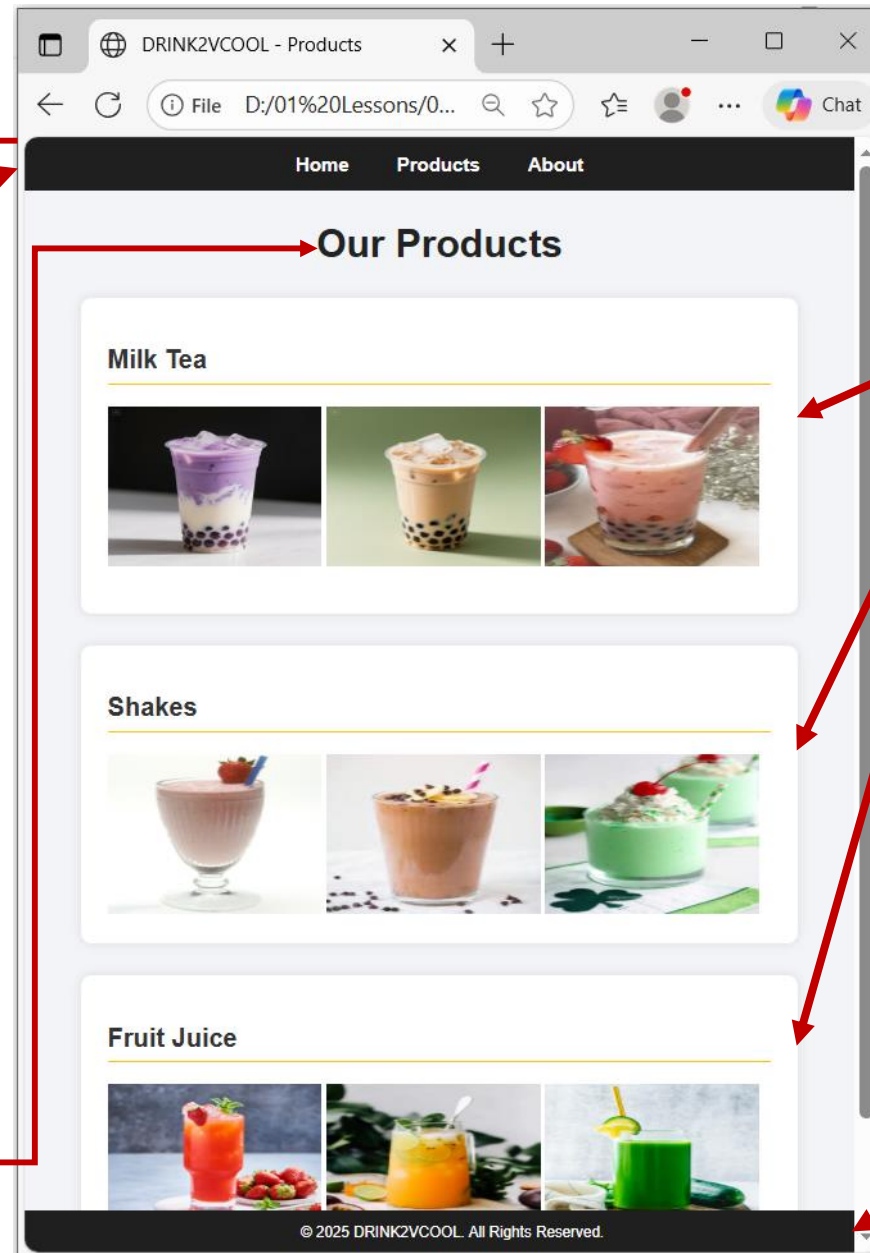 DRINK2VCOOL - Products
File D:/01%20Lessons/0...
Chat
Home Products About
Our Products
Milk Tea
Shakes
Fruit Juice
© 2025 DRINK2VCOOL. All Rights Reserved.